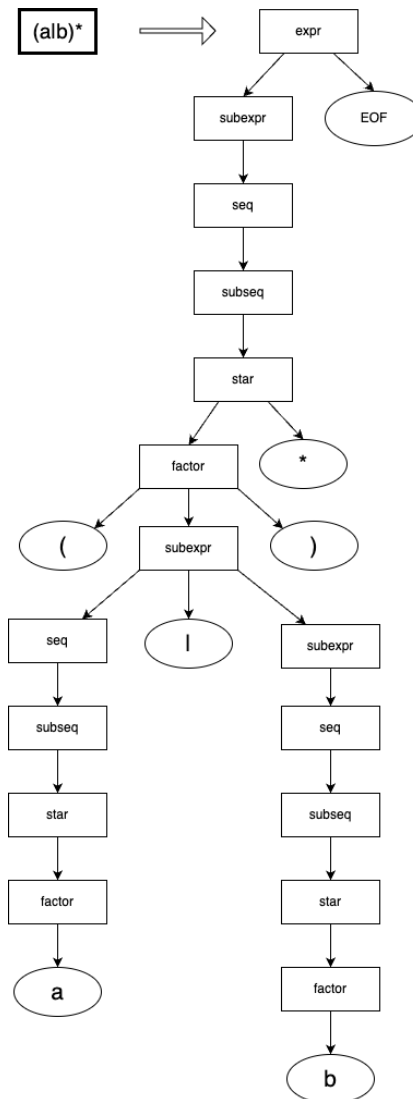 (a|b)*
expr
subexpr
EOF
seq
subseq
star
factor
*
(
subexpr
)
seq
|
subexpr
subseq
seq
star
subseq
factor
star
a
factor
b